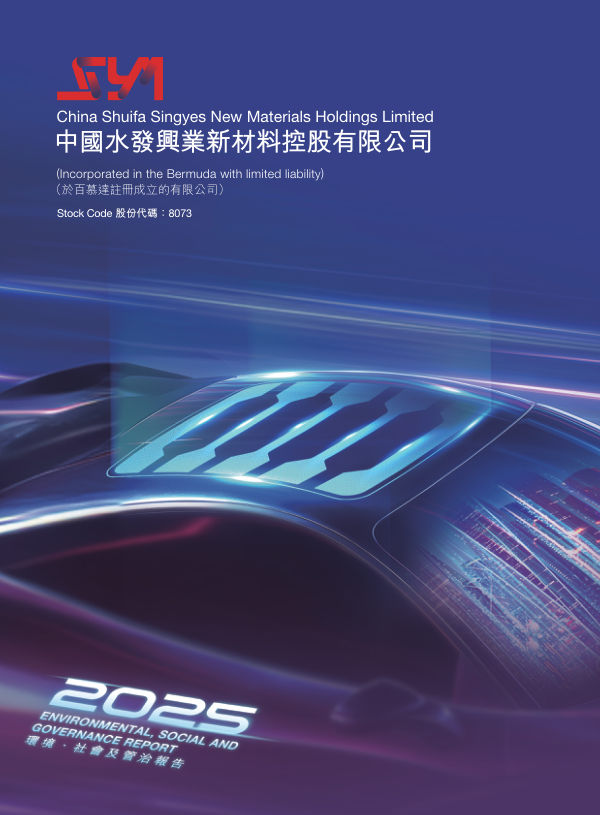 SYM
China Shuifa Singyes New Materials Holdings Limited
中國水發興業新材料控股有限公司
(Incorporated in the Bermuda with limited liability)
（於百慕達註冊成立的有限公司）
Stock Code 股份代碼：8073
2025
ENVIRONMENTAL, SOCIAL AND
GOVERNANCE REPORT
環境·社會及管治報告